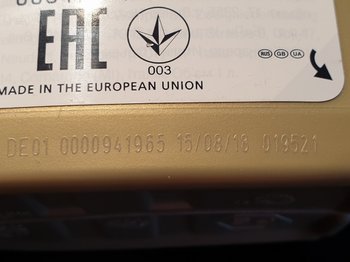 EAC
003
RUS GB UA
MADE IN THE EUROPEAN UNION
DE01 0000941965 15/08/18 019521